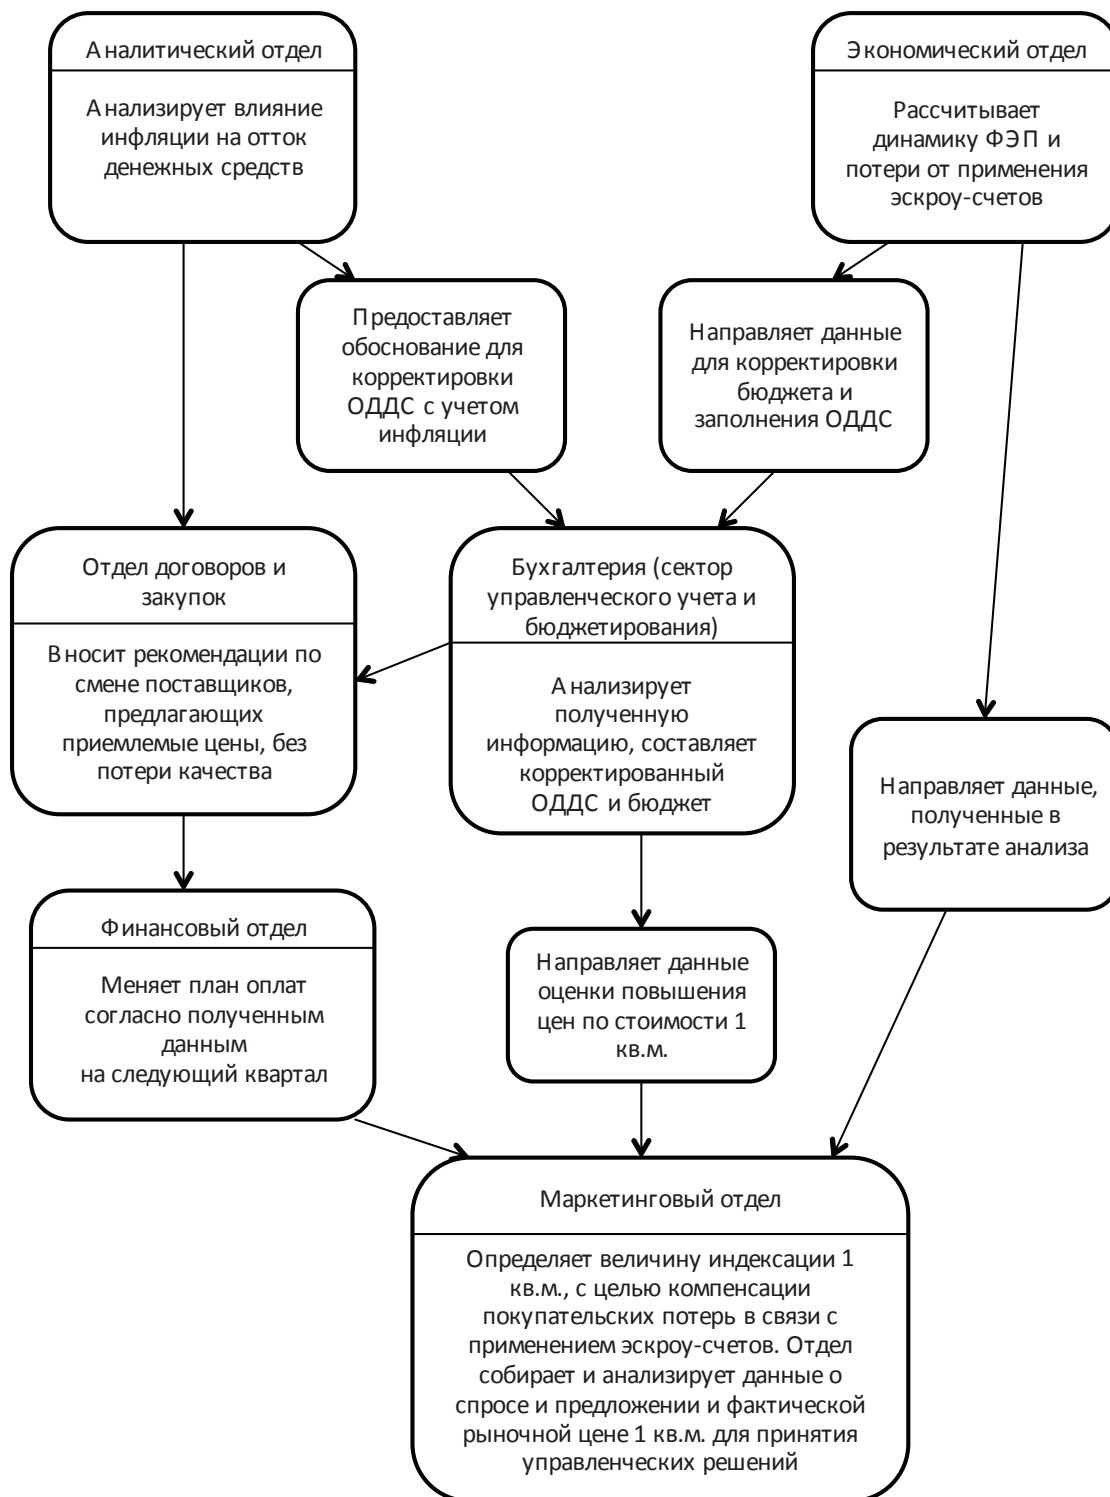 Аналитический отдел
Анализирует влияние
инфляции на отток
денежных средств
Экономический отдел
Рассчитывает
динамику ФЭП и
потери от применения
эскроу-счетов
Предоставляет
обоснование для
корректировки
ОДДС с учетом
инфляции
Направляет данные
для корректировки
бюджета и
заполнения ОДДС
Отдел договоров и
закупок
Вносит рекомендации по
смене поставщиков,
предлагающих
приемлемые цены, без
потери качества
Бухгалтерия (сектор
управленческого учета и
бюджетирования)
Анализирует
полученную
информацию, составляет
корректированный
ОДДС и бюджет
Направляет данные,
полученные в
результате анализа
Финансовый отдел
Меняет план оплат
согласно полученным
данным
на следующий квартал
Направляет данные
оценки повышения
цен по стоимости 1
кв.м.
Маркетинговый отдел
Определяет величину индексации 1
кв.м., с целью компенсации
покупательских потерь в связи с
применением эскроу-счетов. Отдел
собирает и анализирует данные о
спросе и предложении и фактической
рыночной цене 1 кв.м. для принятия
управленческих решений